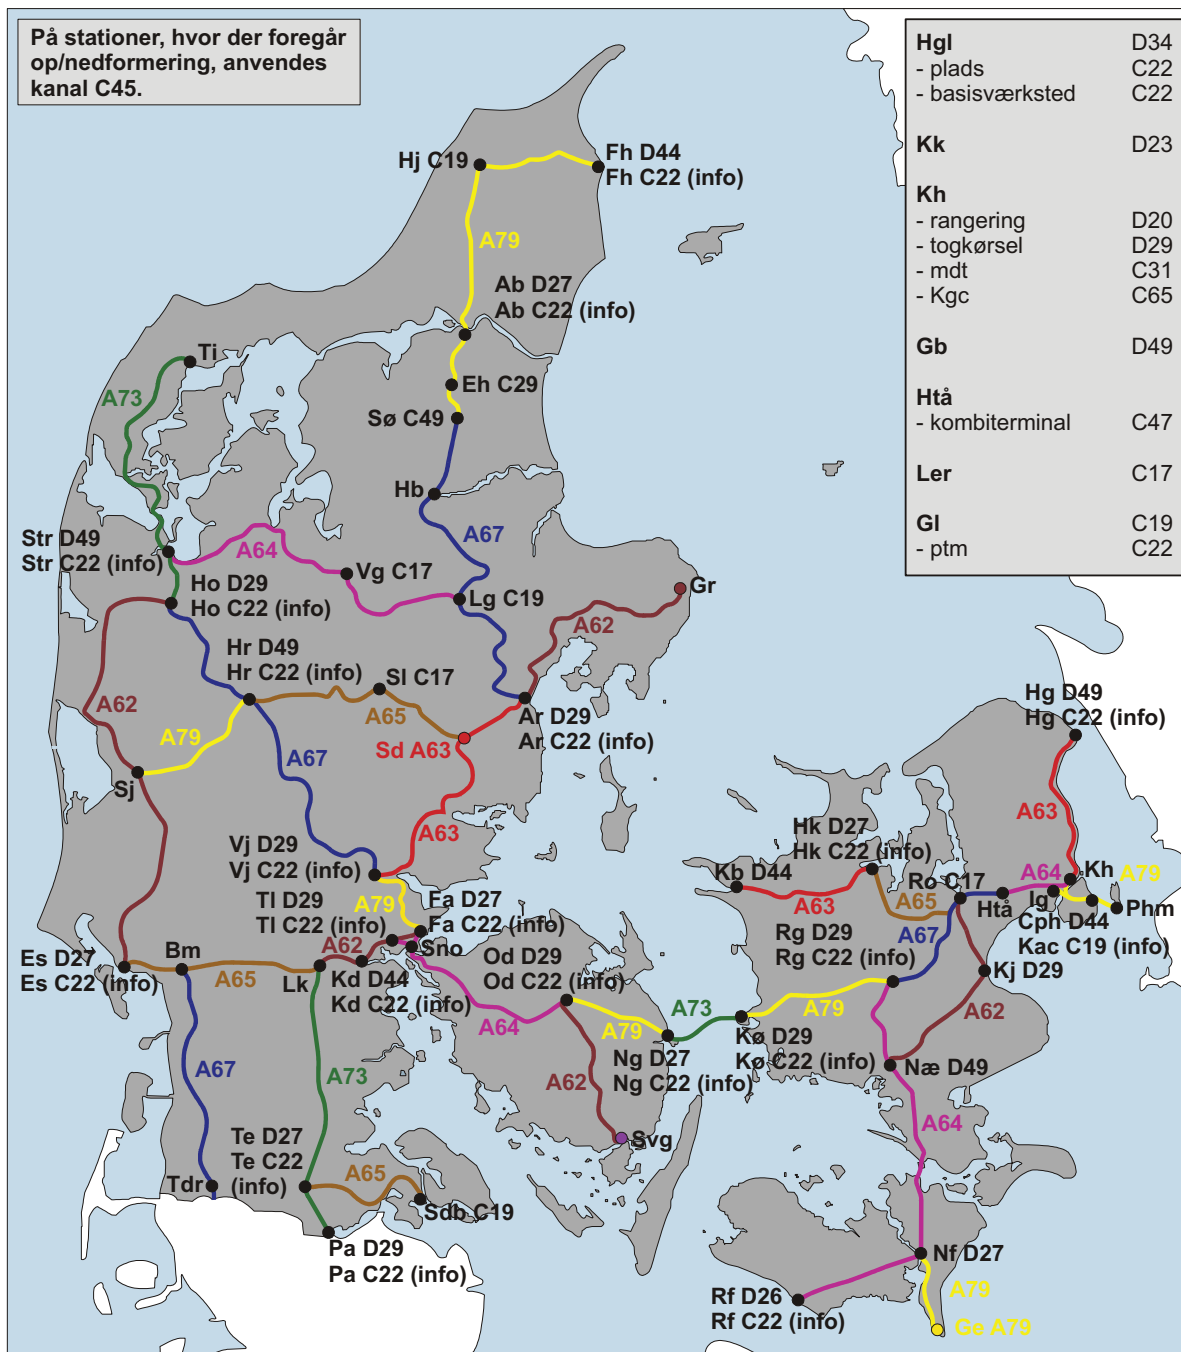 På stationer, hvor der foregår
op/nedformering, anvendes
kanal C45.
Hgl D34
- plads C22
- basisværksted C22
Kk D23
Kh
- rangering D20
- togkørsel D29
- mdt C31
- Kgc C65
Gb D49
Htå
- kombiterminal C47
Ler C17
Gl C19
- ptm C22
Hj C19
Fh D44
Fh C22 (info)
A79
Ab D27
Ab C22 (info)
Ti
A73
Eh C29
Sø C49
Hb
A67
Str D49
Str C22 (info)
A64
Vg C17
Ho D29
Ho C22 (info)
Lg C19
Gr
A62
Hr D49
Hr C22 (info)
Sl C17
A62
A79
A65
Ar D29
Ar C22 (info)
Sd A63
A67
Sj
Hg D49
Hg C22 (info)
A63
A63
Vj D29
Vj C22 (info)
Hk D27
Hk C22 (info)
Kb D44
A63
A65
Ro C17
A64
Kh
A79
Htå
Ig
Phm
Cph D44
Kac C19 (info)
A79
Tl D29
Tl C22 (info)
Fa D27
Fa C22 (info)
Sno
A62
Es D27
Es C22 (info)
Bm
A65
Lk
Kd D44
Kd C22 (info)
Od D29
Od C22 (info)
A64
A79
A73
Rg D29
Rg C22 (info)
A67
Kj D29
A79
A62
Kø D29
Kø C22 (info)
Ng D27
Ng C22 (info)
Næ D49
A67
A73
A62
A64
Svg
Te D27
Te C22
(info)
A65
Tdr
Sdb C19
Pa D29
Pa C22 (info)
Nf D27
A79
Rf D26
Rf C22 (info)
Ge A79